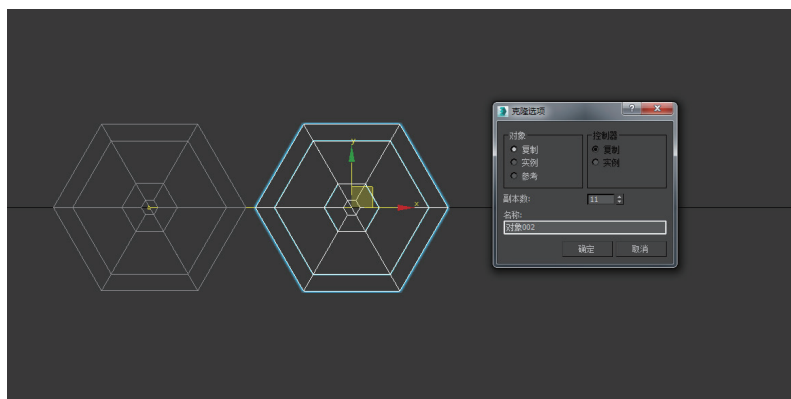 克隆选项
对象
复制
实例
参考
控制器
复制
实例
副本数:
11
名称:
对象002
确定
取消
y
x